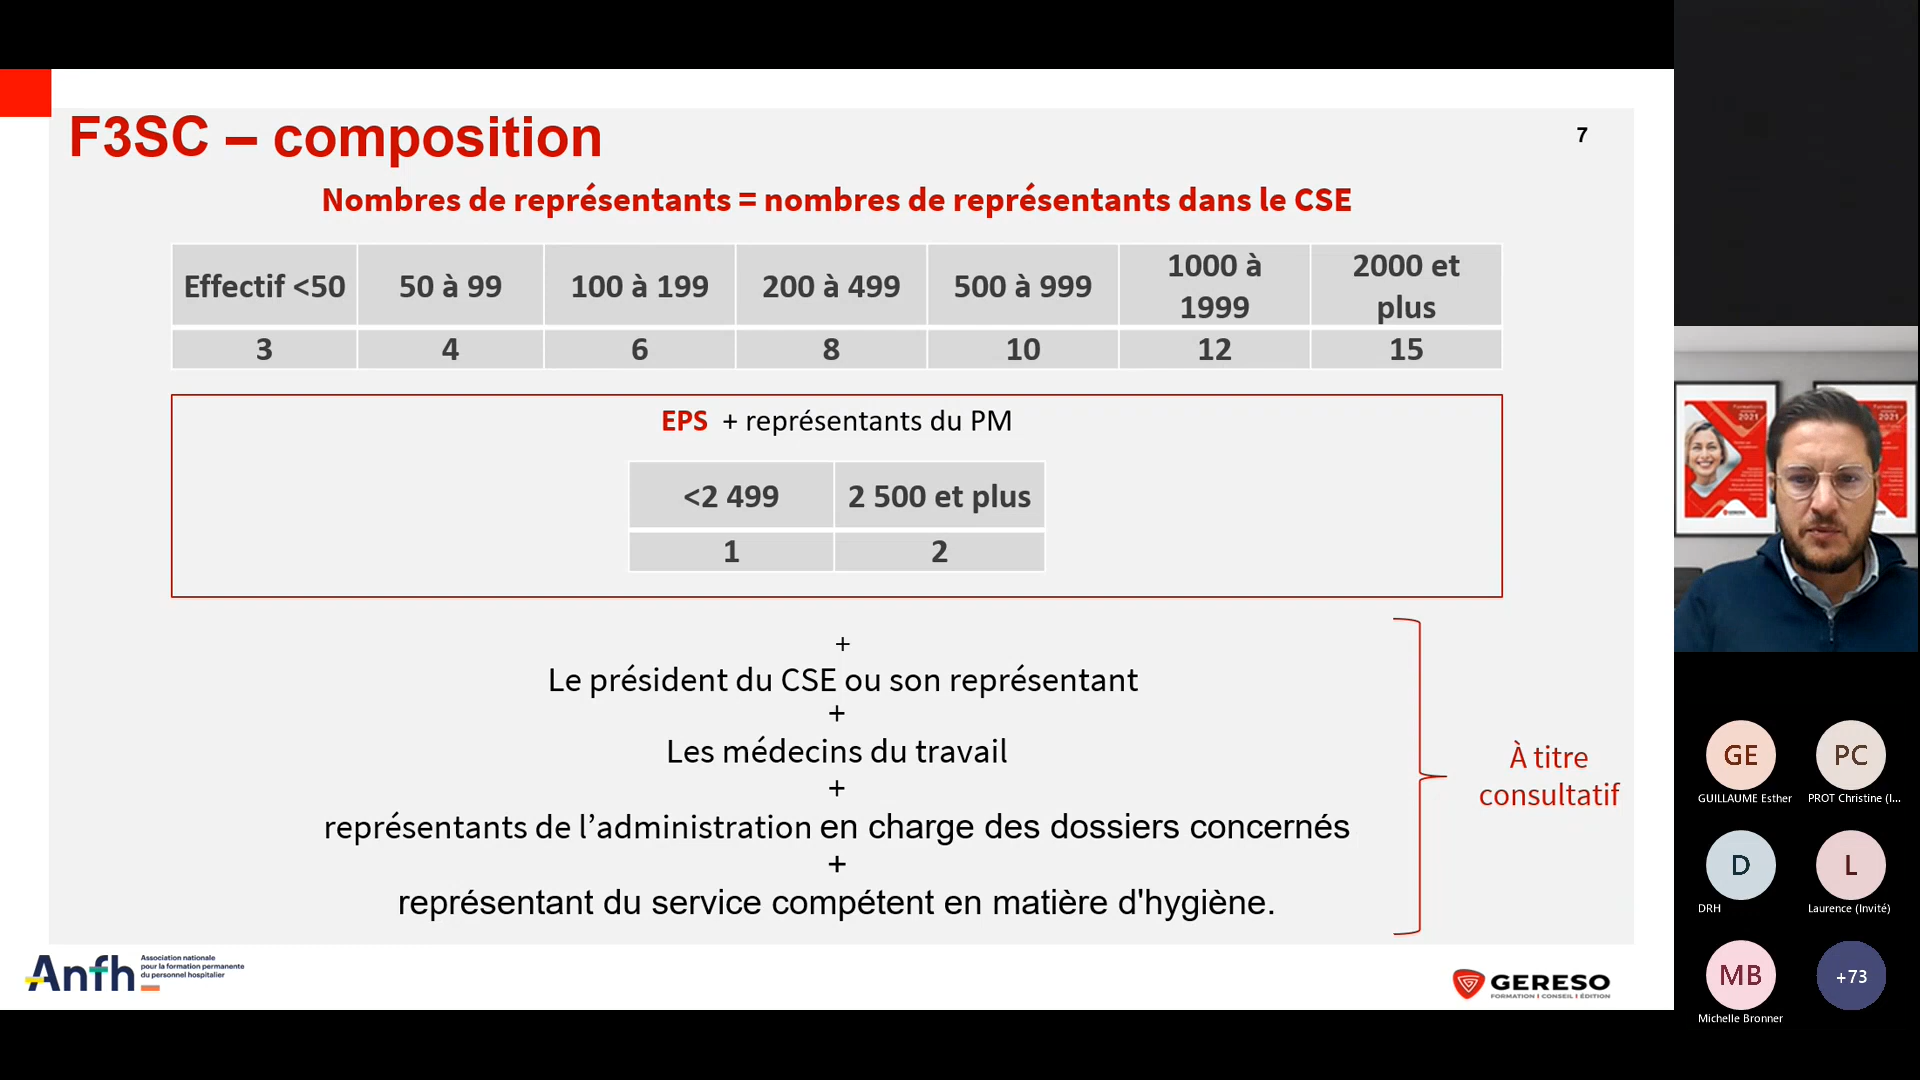 F3SC – composition
7
Nombres de représentants = nombres de représentants dans le CSE
Effectif <50
50 à 99
100 à 199
200 à 499
500 à 999
1000 à
1999
2000 et
plus
3
4
6
8
10
12
15
EPS + représentants du PM
<2 499
2 500 et plus
1
2
+
Le président du CSE ou son représentant
+
Les médecins du travail
+
représentants de l’administration en charge des dossiers concernés
+
représentant du service compétent en matière d'hygiène.
À titre
consultatif
Anfh
Association nationale
pour la formation permanente
du personnel hospitalier
GERESO
FORMATION | CONSEIL | ÉDITION
Formations
2021
2021
GE
GUILLAUME Esther
PC
PROT Christine (I...
D
DRH
L
Laurence (Invité)
MB
Michelle Bronner
+73